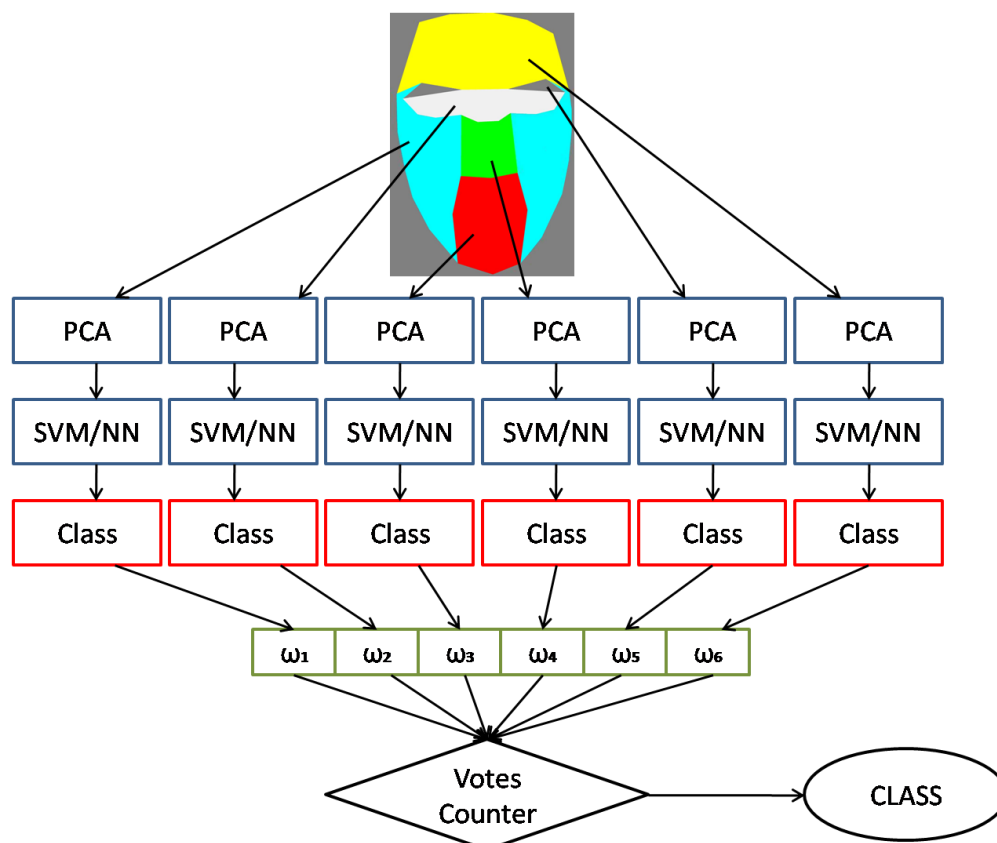 PCA PCA PCA PCA PCA PCA
SVM/NN SVM/NN SVM/NN SVM/NN SVM/NN SVM/NN
Class Class Class Class Class Class
ω₁ ω₂ ω₃ ω₄ ω₅ ω₆
Votes
Counter
CLASS